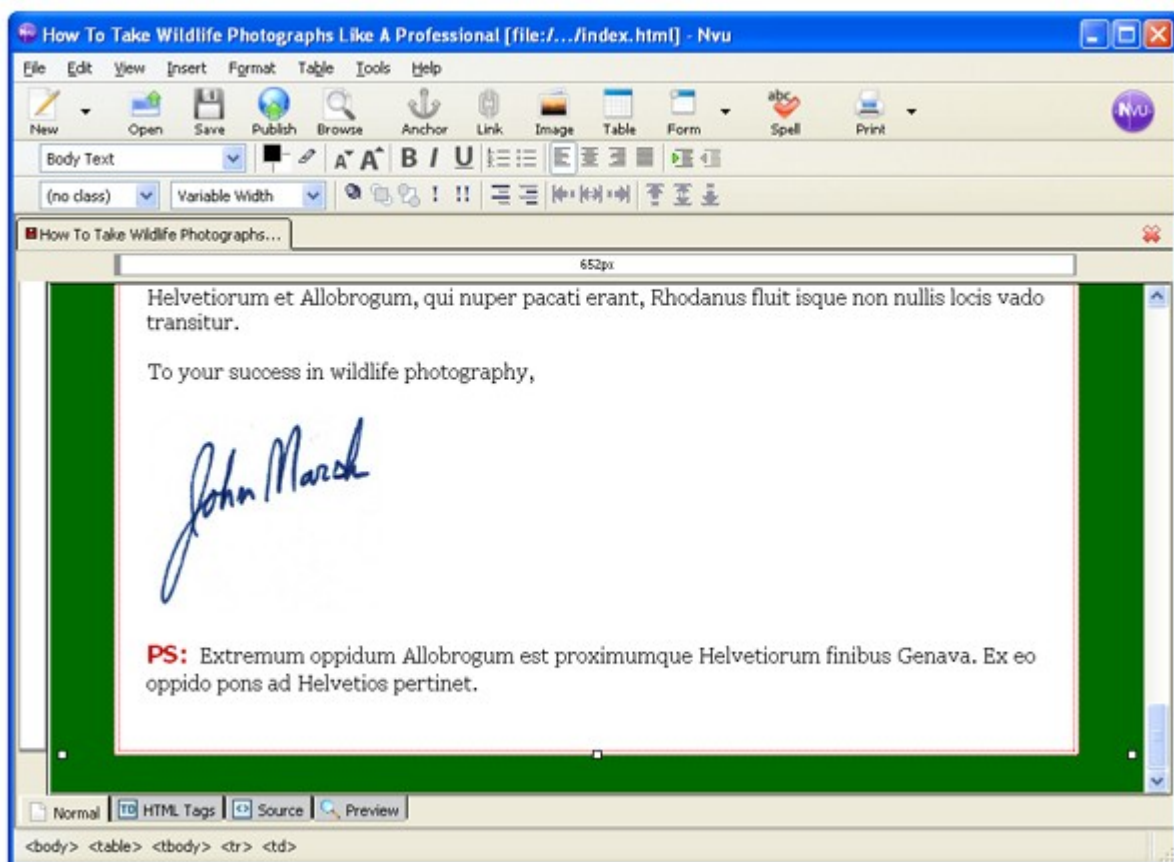 How To Take Wildlife Photographs Like A Professional [file:/.../index.html] - Nvu
File Edit View Insert Format Table Tools Help
New Open Save Publish Browse Anchor Link Image Table Form Spell Print
Nvu
Body Text
(no class) Variable Width
How To Take Wildlife Photographs...
652px
Helvetiorum et Allobrogum, qui nuper pacati erant, Rhodanus fluit isque non nullis locis vado
transitur.
To your success in wildlife photography,
John Marsh
PS: Extremum oppidum Allobrogum est proximumque Helvetiorum finibus Genava. Ex eo
oppido pons ad Helvetios pertinet.
Normal TD HTML Tags Source Preview
<body> <table> <tbody> <tr> <td>